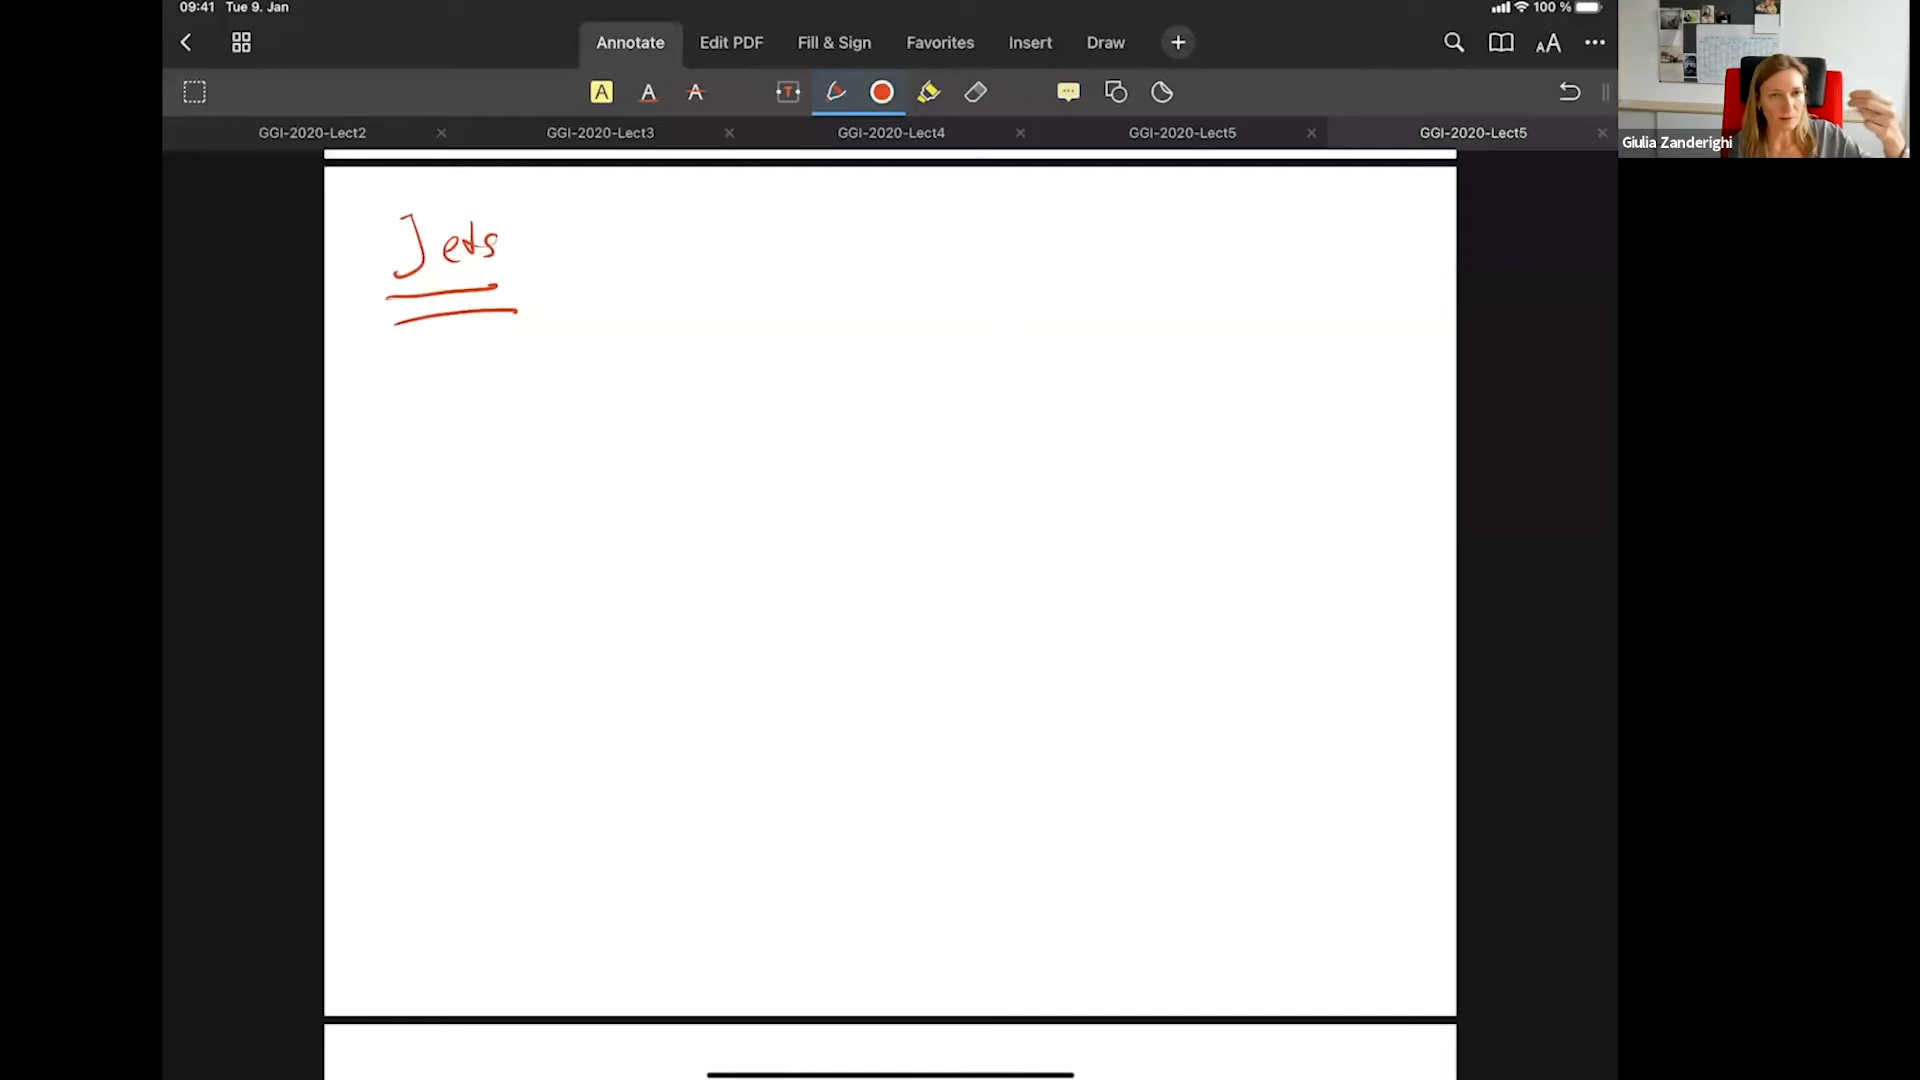 09:41 Tue 9. Jan
100 %
Annotate Edit PDF Fill & Sign Favorites Insert Draw
AA
A A A T
GGI-2020-Lect2 GGI-2020-Lect3 GGI-2020-Lect4 GGI-2020-Lect5 GGI-2020-Lect5
Giulia Zanderighi
Jets